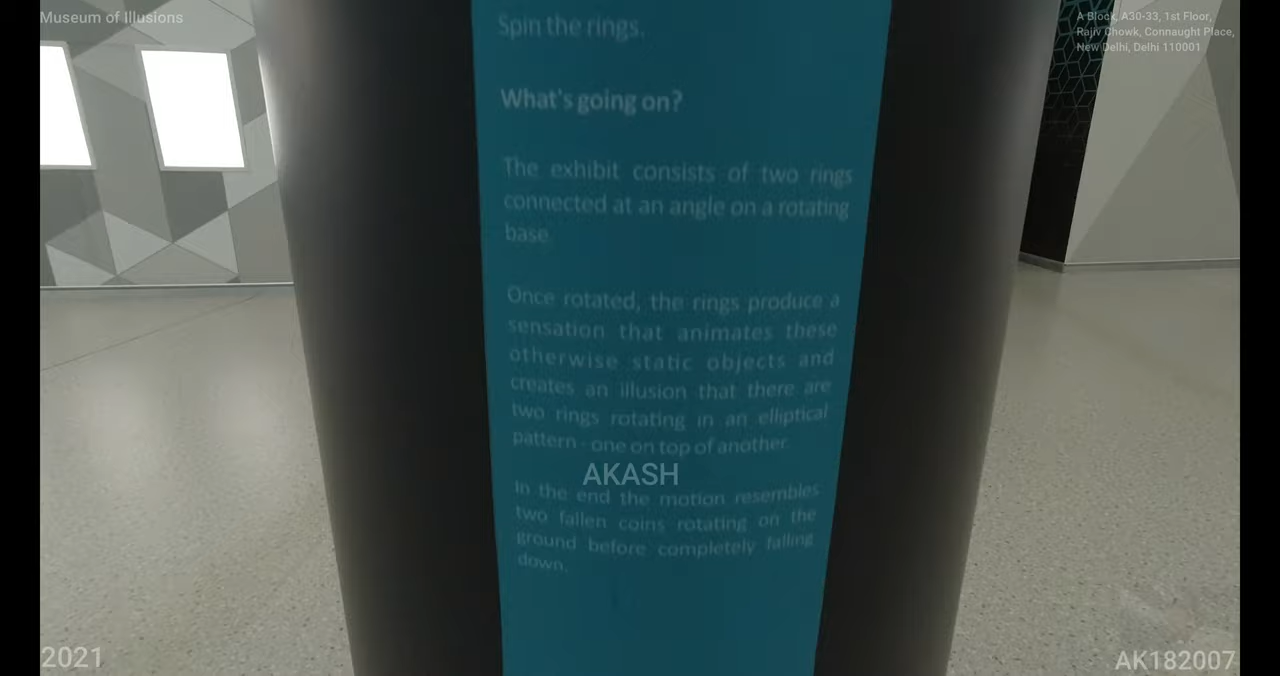 Museum of Illusions
A Block, A30-33, 1st Floor,
Rajiv Chowk, Connaught Place,
New Delhi, Delhi 110001
Spin the rings.
What's going on?
The exhibit consists of two rings
connected at an angle on a rotating
base.
Once rotated, the rings produce a
sensation that animates these
otherwise static objects and
creates an illusion that there are
two rings rotating in an elliptical
pattern - one on top of another.
AKASH
In the end the motion resembles
two fallen coins rotating on the
ground before completely falling
down.
2021
AK182007